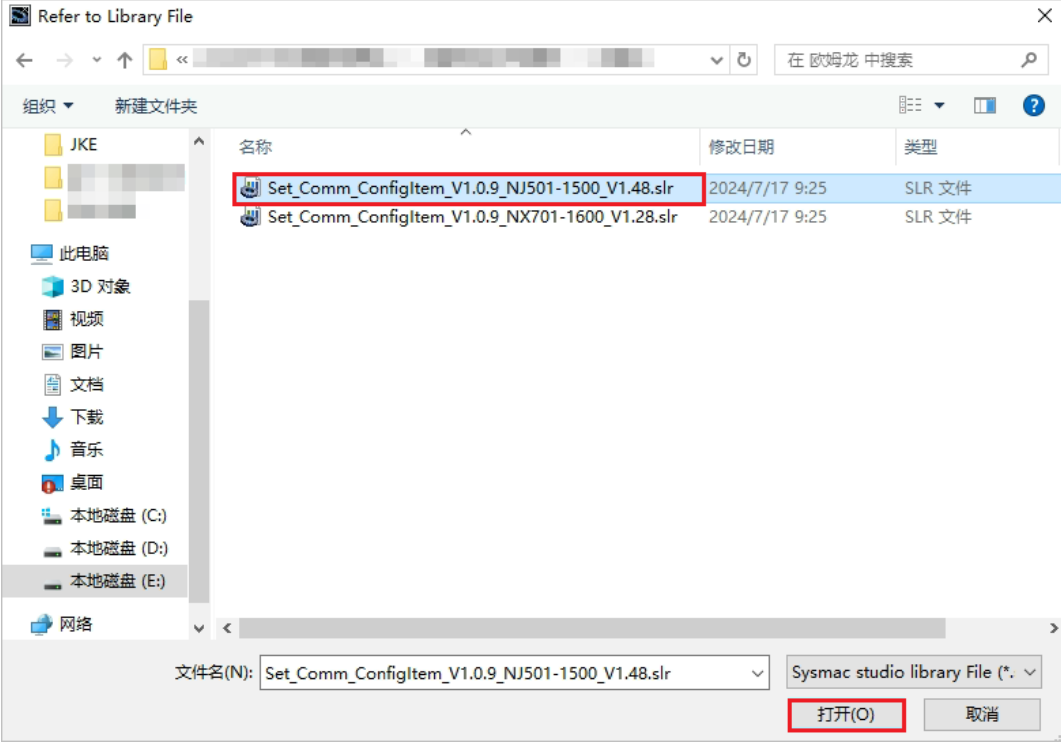 Refer to Library File
« 在 欧姆龙 中搜索
组织 新建文件夹
名称 修改日期 类型
JKE
Set_Comm_ConfigItem_V1.0.9_NJ501-1500_V1.48.slr 2024/7/17 9:25 SLR 文件
Set_Comm_ConfigItem_V1.0.9_NX701-1600_V1.28.slr 2024/7/17 9:25 SLR 文件
此电脑
3D 对象
视频
图片
文档
下载
音乐
桌面
本地磁盘 (C:)
本地磁盘 (D:)
本地磁盘 (E:)
网络
文件名(N): Set_Comm_ConfigItem_V1.0.9_NJ501-1500_V1.48.slr Sysmac studio library File (*.
打开(O) 取消